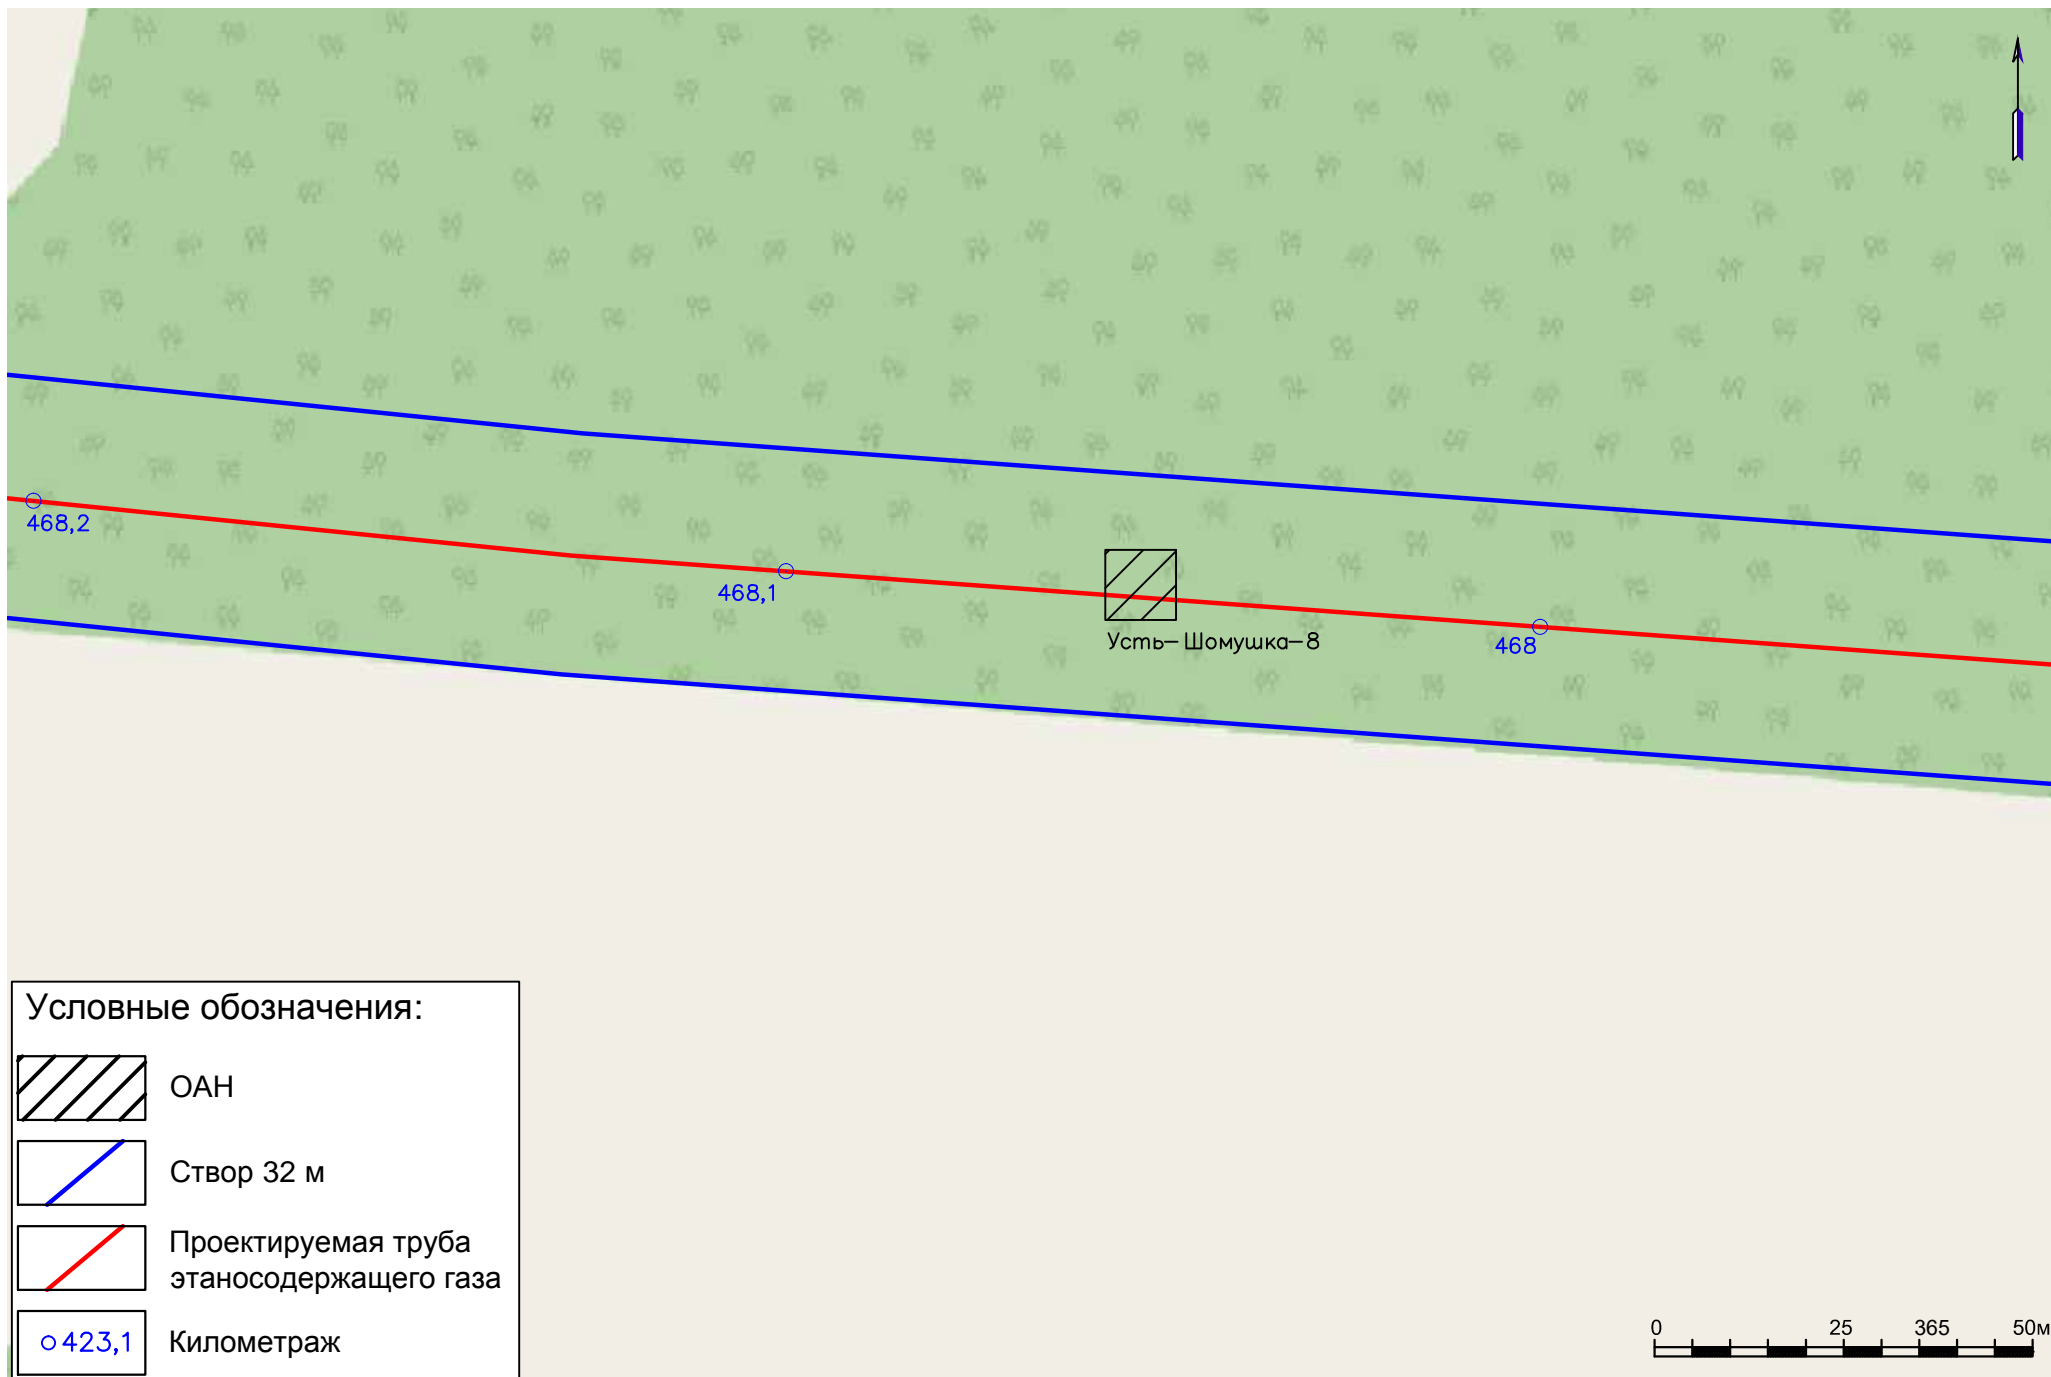 468,2
468,1
Усть-Шомушка-8
468
Условные обозначения:
ОАН
Створ 32 м
Проектируемая труба
этаносодержащего газа
423,1 Километраж
0 25 365 50м